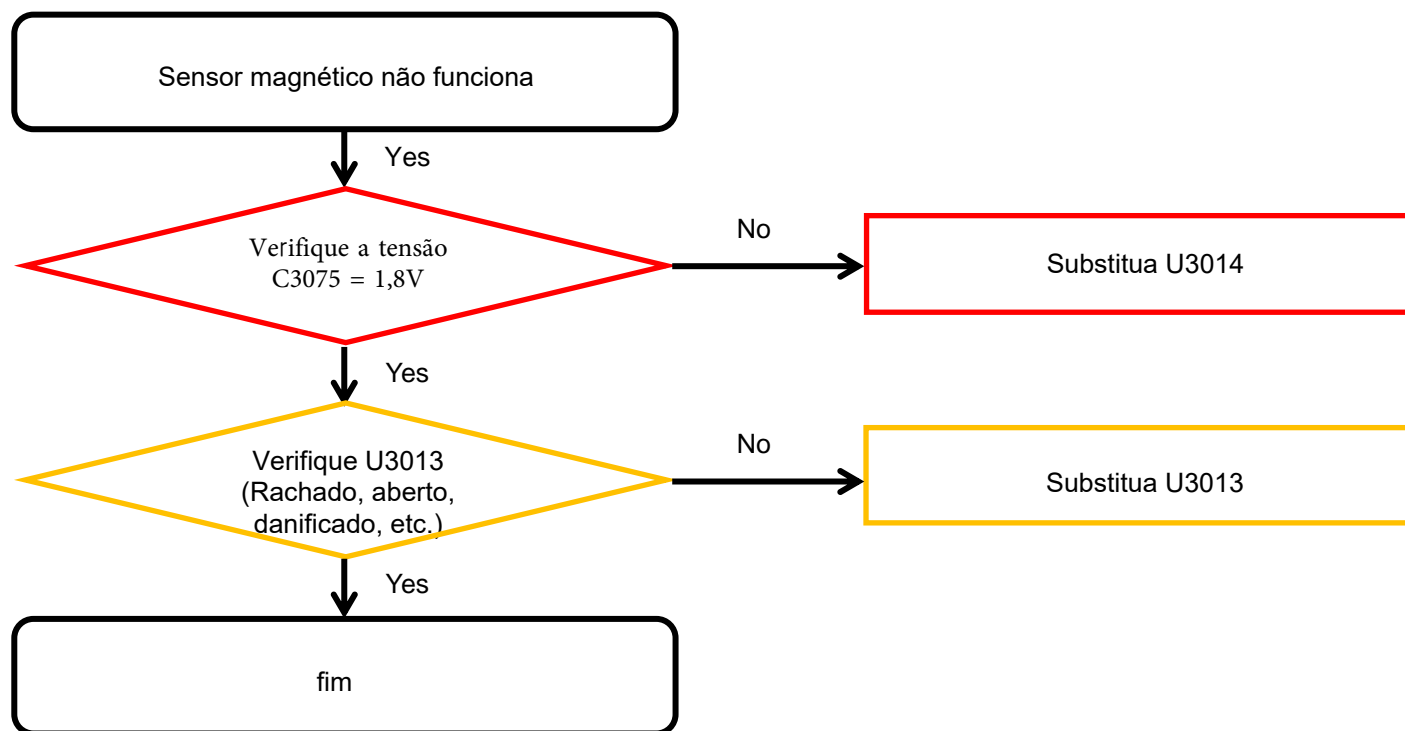 Sensor magnético não funciona
Yes
Verifique a tensão
C3075 = 1,8V
No
Substitua U3014
Yes
Verifique U3013
(Rachado, aberto,
danificado, etc.)
No
Substitua U3013
Yes
fim